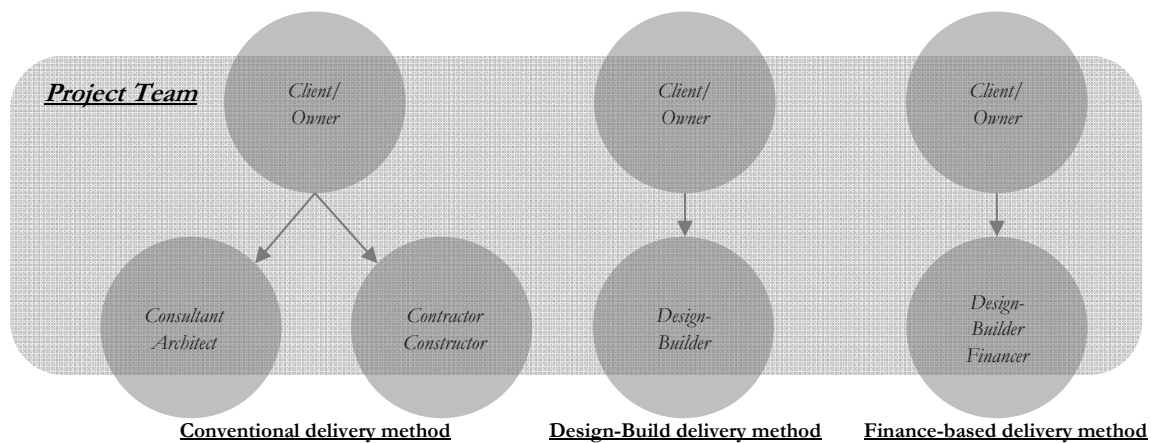 Project Team
Client/
Owner
Client/
Owner
Client/
Owner
Consultant
Architect
Contractor
Constructor
Design-
Builder
Design-
Builder
Financer
Conventional delivery method
Design-Build delivery method
Finance-based delivery method